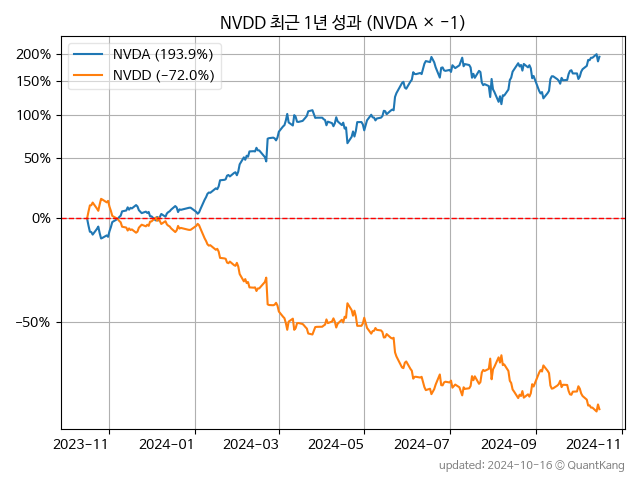 NVDD 최근 1년 성과 (NVDA × −1)
NVDA (193.9%)
NVDD (−72.0%)
200%
150%
100%
50%
0%
−50%
2023-11 2024-01 2024-03 2024-05 2024-07 2024-09 2024-11
updated: 2024-10-16 © QuantKang